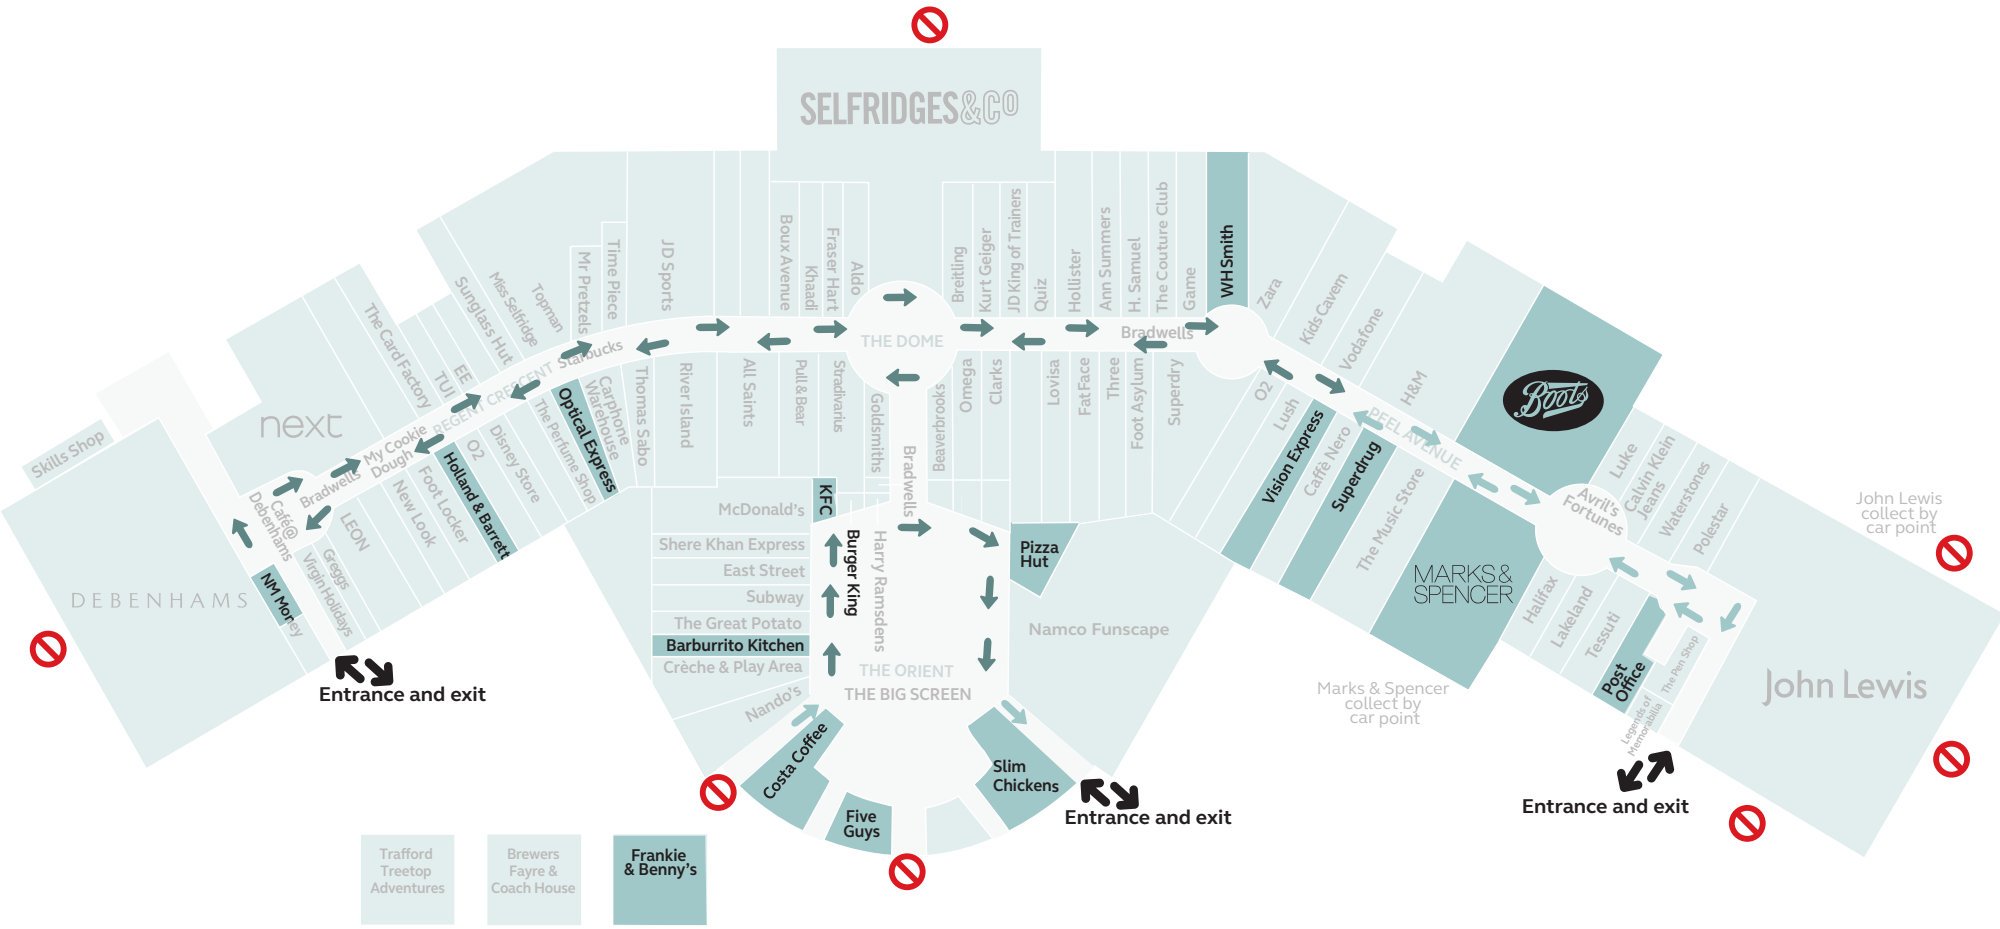 SELFRIDGES&CO
Skills Shop
DEBENHAMS
next
The Card Factory
TUI
EE
Sunglass Hut
Miss Selfridge
Topman
Mr Pretzels
Time Piece
JD Sports
Boux Avenue
Khaadi
Fraser Hart
Aldo
Breitling
Kurt Geiger
JD King of Trainers
Quiz
Hollister
Ann Summers
H. Samuel
The Couture Club
Game
WH Smith
Zara
Kids Cavern
Vodafone
H&M
Boots
Luke
Calvin Klein
Jeans
Waterstones
Polestar
John Lewis
collect by
car point
Café@
Debenhams
Bradwells
My Cookie
Dough
REGENT CRESCENT
Starbucks
THE DOME
Bradwells
PEEL AVENUE
Avril's
Fortunes
NM Money
Virgin Holidays
Greggs
LEON
New Look
Foot Locker
Holland & Barrett
O2
Disney Store
The Perfume Shop
Optical Express
Carphone
Warehouse
Thomas Sabo
River Island
All Saints
Pull&Bear
Stradivarius
Goldsmiths
Bradwells
Beaverbrooks
Omega
Clarks
Lovisa
Fat Face
Three
Foot Asylum
Superdry
O2
Lush
Vision Express
Caffè Nero
Superdrug
The Music Store
MARKS&
SPENCER
Halifax
Lakeland
Tessuti
Post
Office
The Pen Shop
Legends of
Memorabilia
John Lewis
McDonald's
KFC
Shere Khan Express
East Street
Subway
The Great Potato
Barburrito Kitchen
Crèche & Play Area
Nando's
Burger King
Harry Ramsdens
THE ORIENT
THE BIG SCREEN
Pizza
Hut
Namco Funscape
Costa Coffee
Five
Guys
Slim
Chickens
Marks & Spencer
collect by
car point
Entrance and exit
Entrance and exit
Entrance and exit
Trafford
Treetop
Adventures
Brewers
Fayre &
Coach House
Frankie
& Benny's